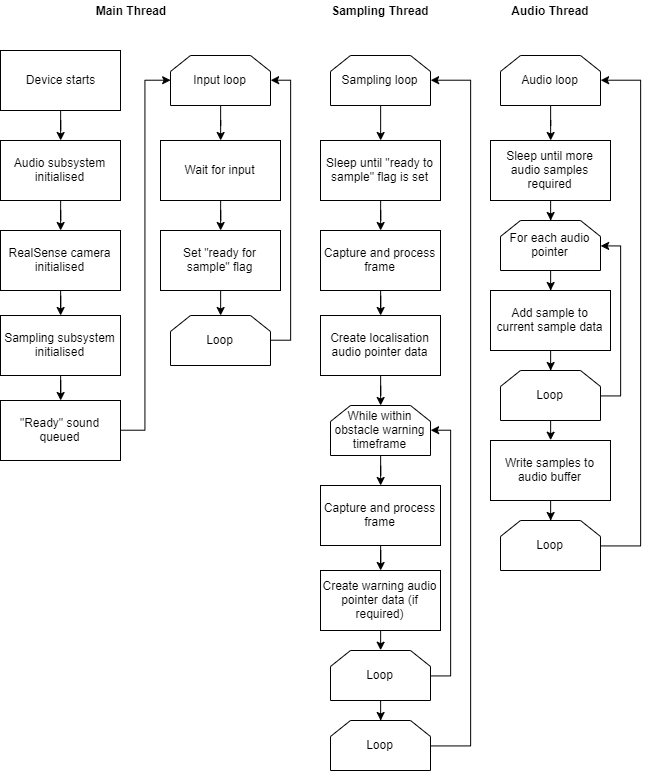 Main Thread
Sampling Thread
Audio Thread
Device starts
Audio subsystem
initialised
RealSense camera
initialised
Sampling subsystem
initialised
"Ready" sound
queued
Input loop
Wait for input
Set "ready for
sample" flag
Loop
Sampling loop
Sleep until "ready to
sample" flag is set
Capture and process
frame
Create localisation
audio pointer data
While within
obstacle warning
timeframe
Capture and process
frame
Create warning audio
pointer data (if
required)
Loop
Loop
Audio loop
Sleep until more
audio samples
required
For each audio
pointer
Add sample to
current sample data
Loop
Write samples to
audio buffer
Loop